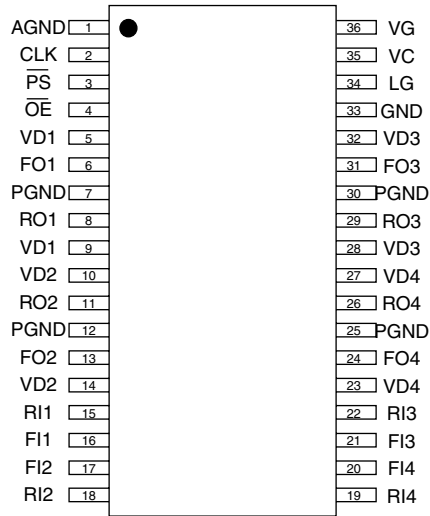 AGND 1 36 VG
CLK 2 35 VC
P̅S̅ 3 34 LG
O̅E̅ 4 33 GND
VD1 5 32 VD3
FO1 6 31 FO3
PGND 7 30 PGND
RO1 8 29 RO3
VD1 9 28 VD3
VD2 10 27 VD4
RO2 11 26 RO4
PGND 12 25 PGND
FO2 13 24 FO4
VD2 14 23 VD4
RI1 15 22 RI3
FI1 16 21 FI3
FI2 17 20 FI4
RI2 18 19 RI4